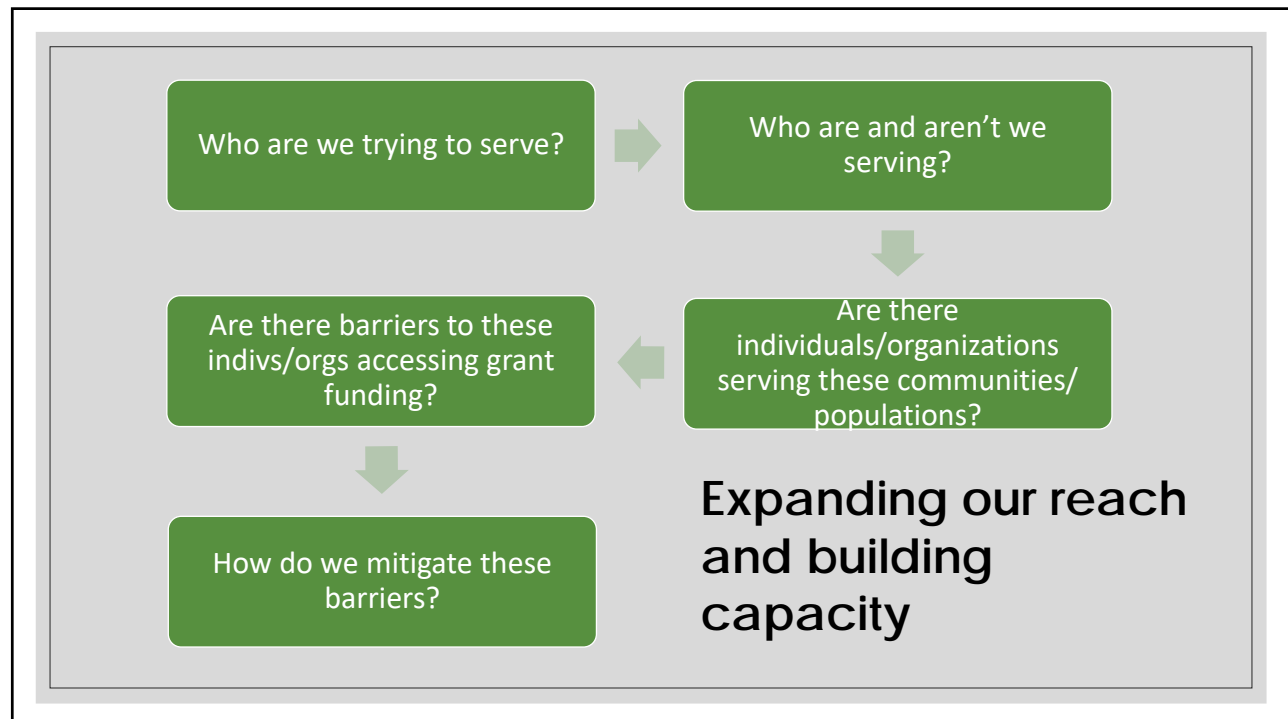 Who are we trying to serve?
Who are and aren’t we
serving?
Are there
individuals/organizations
serving these communities/
populations?
Are there barriers to these
indivs/orgs accessing grant
funding?
How do we mitigate these
barriers?
Expanding our reach
and building
capacity